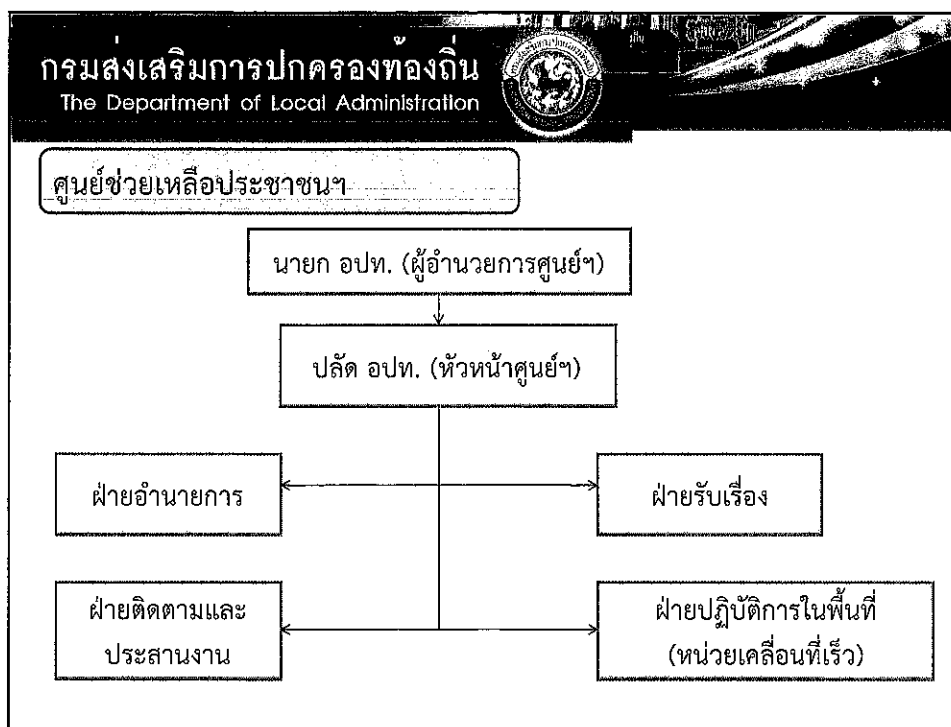 กรมส่งเสริมการปกครองท้องถิ่น
The Department of Local Administration
ศูนย์ช่วยเหลือประชาชนฯ
นายก อปท. (ผู้อำนวยการศูนย์ฯ)
ปลัด อปท. (หัวหน้าศูนย์ฯ)
ฝ่ายอำนายการ
ฝ่ายรับเรื่อง
ฝ่ายติดตามและ
ประสานงาน
ฝ่ายปฏิบัติการในพื้นที่
(หน่วยเคลื่อนที่เร็ว)